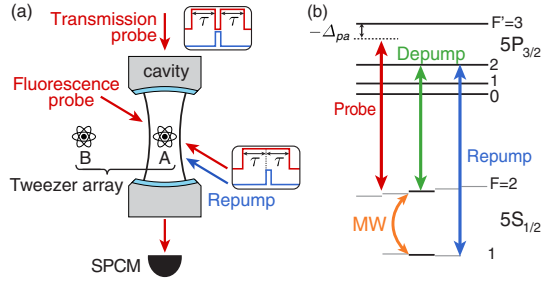 (a)
Transmission
probe
τ τ
cavity
Fluorescence
probe
B A
Tweezer array
τ τ
Repump
SPCM
(b)
F'=3
-Δpa
5P3/2
Depump
2
1
0
Probe
Repump
F=2
MW
5S1/2
1